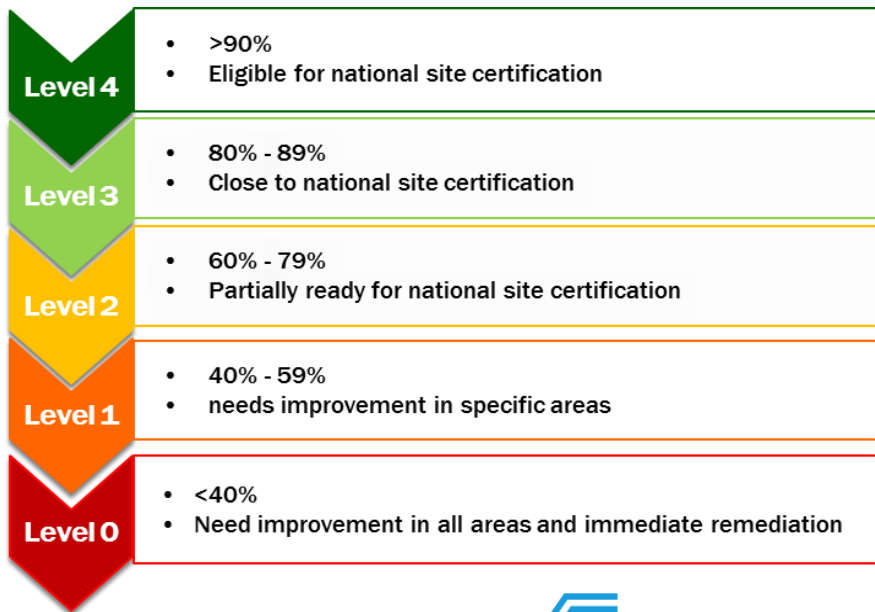 Level 4
• >90%
• Eligible for national site certification
Level 3
• 80% - 89%
• Close to national site certification
Level 2
• 60% - 79%
• Partially ready for national site certification
Level 1
• 40% - 59%
• needs improvement in specific areas
Level 0
• <40%
• Need improvement in all areas and immediate remediation